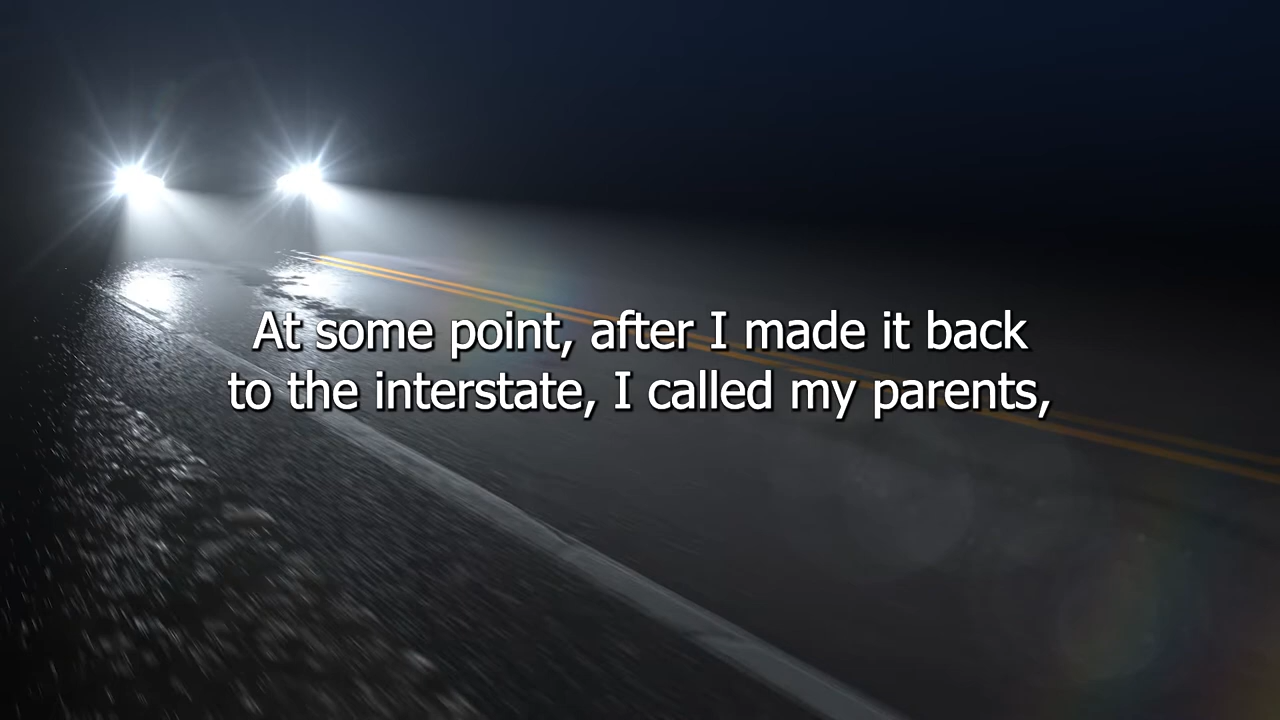 At some point, after I made it back
to the interstate, I called my parents,